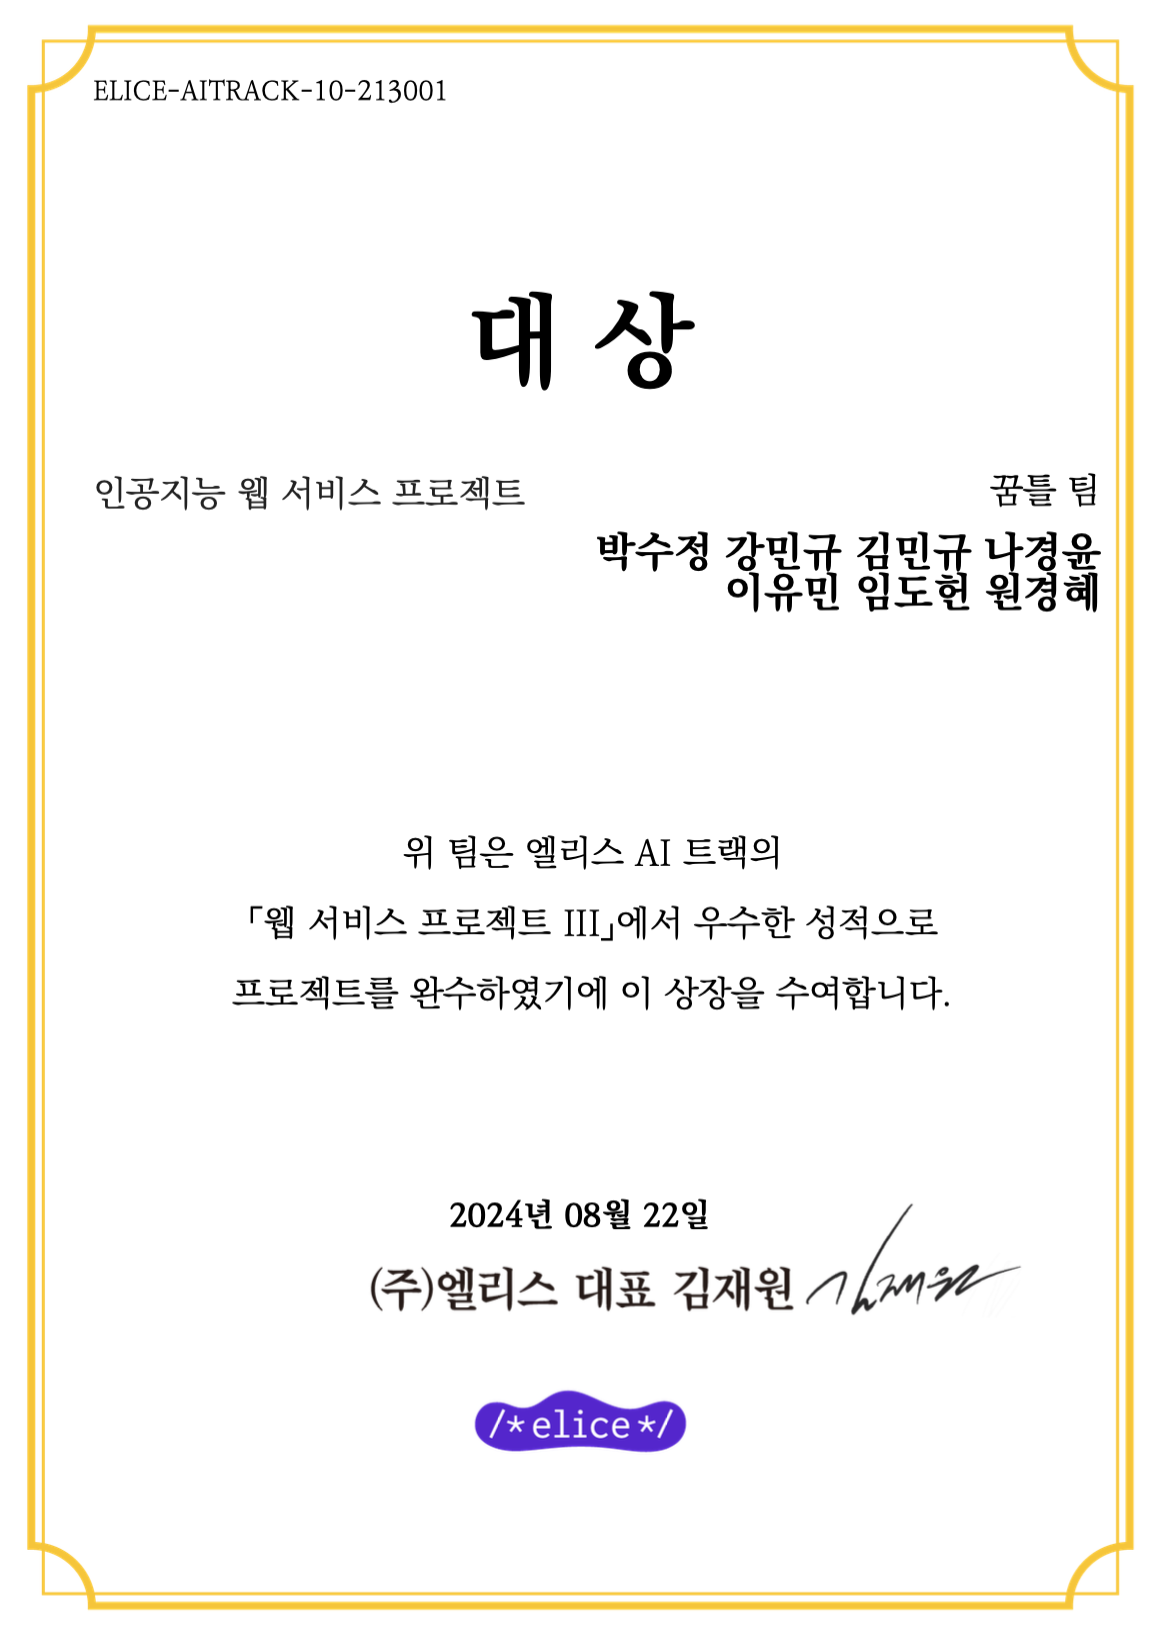 ELICE-AITRACK-10-213001
대 상
인공지능 웹 서비스 프로젝트
꿈틀 팀
박수정 강민규 김민규 나경윤
이유민 임도헌 원경혜
위 팀은 엘리스 AI 트랙의
「웹 서비스 프로젝트 III」에서 우수한 성적으로
프로젝트를 완수하였기에 이 상장을 수여합니다.
2024년 08월 22일
(주)엘리스 대표 김재원 김재원
/*elice*/